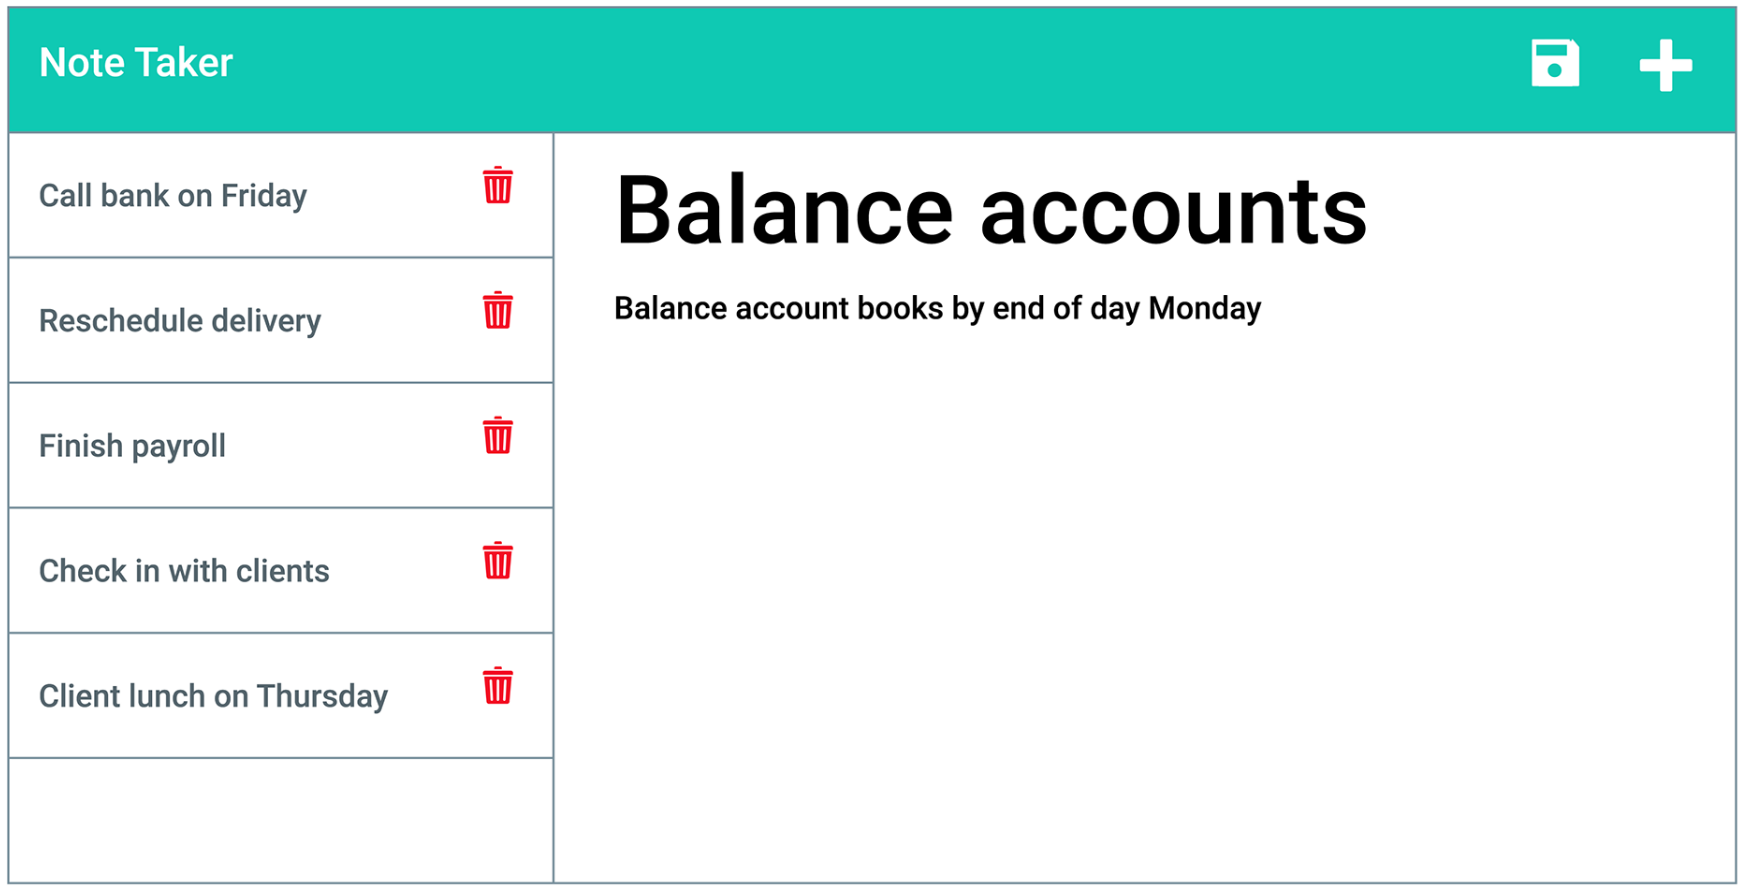 Note Taker
Call bank on Friday
Reschedule delivery
Finish payroll
Check in with clients
Client lunch on Thursday
Balance accounts
Balance account books by end of day Monday